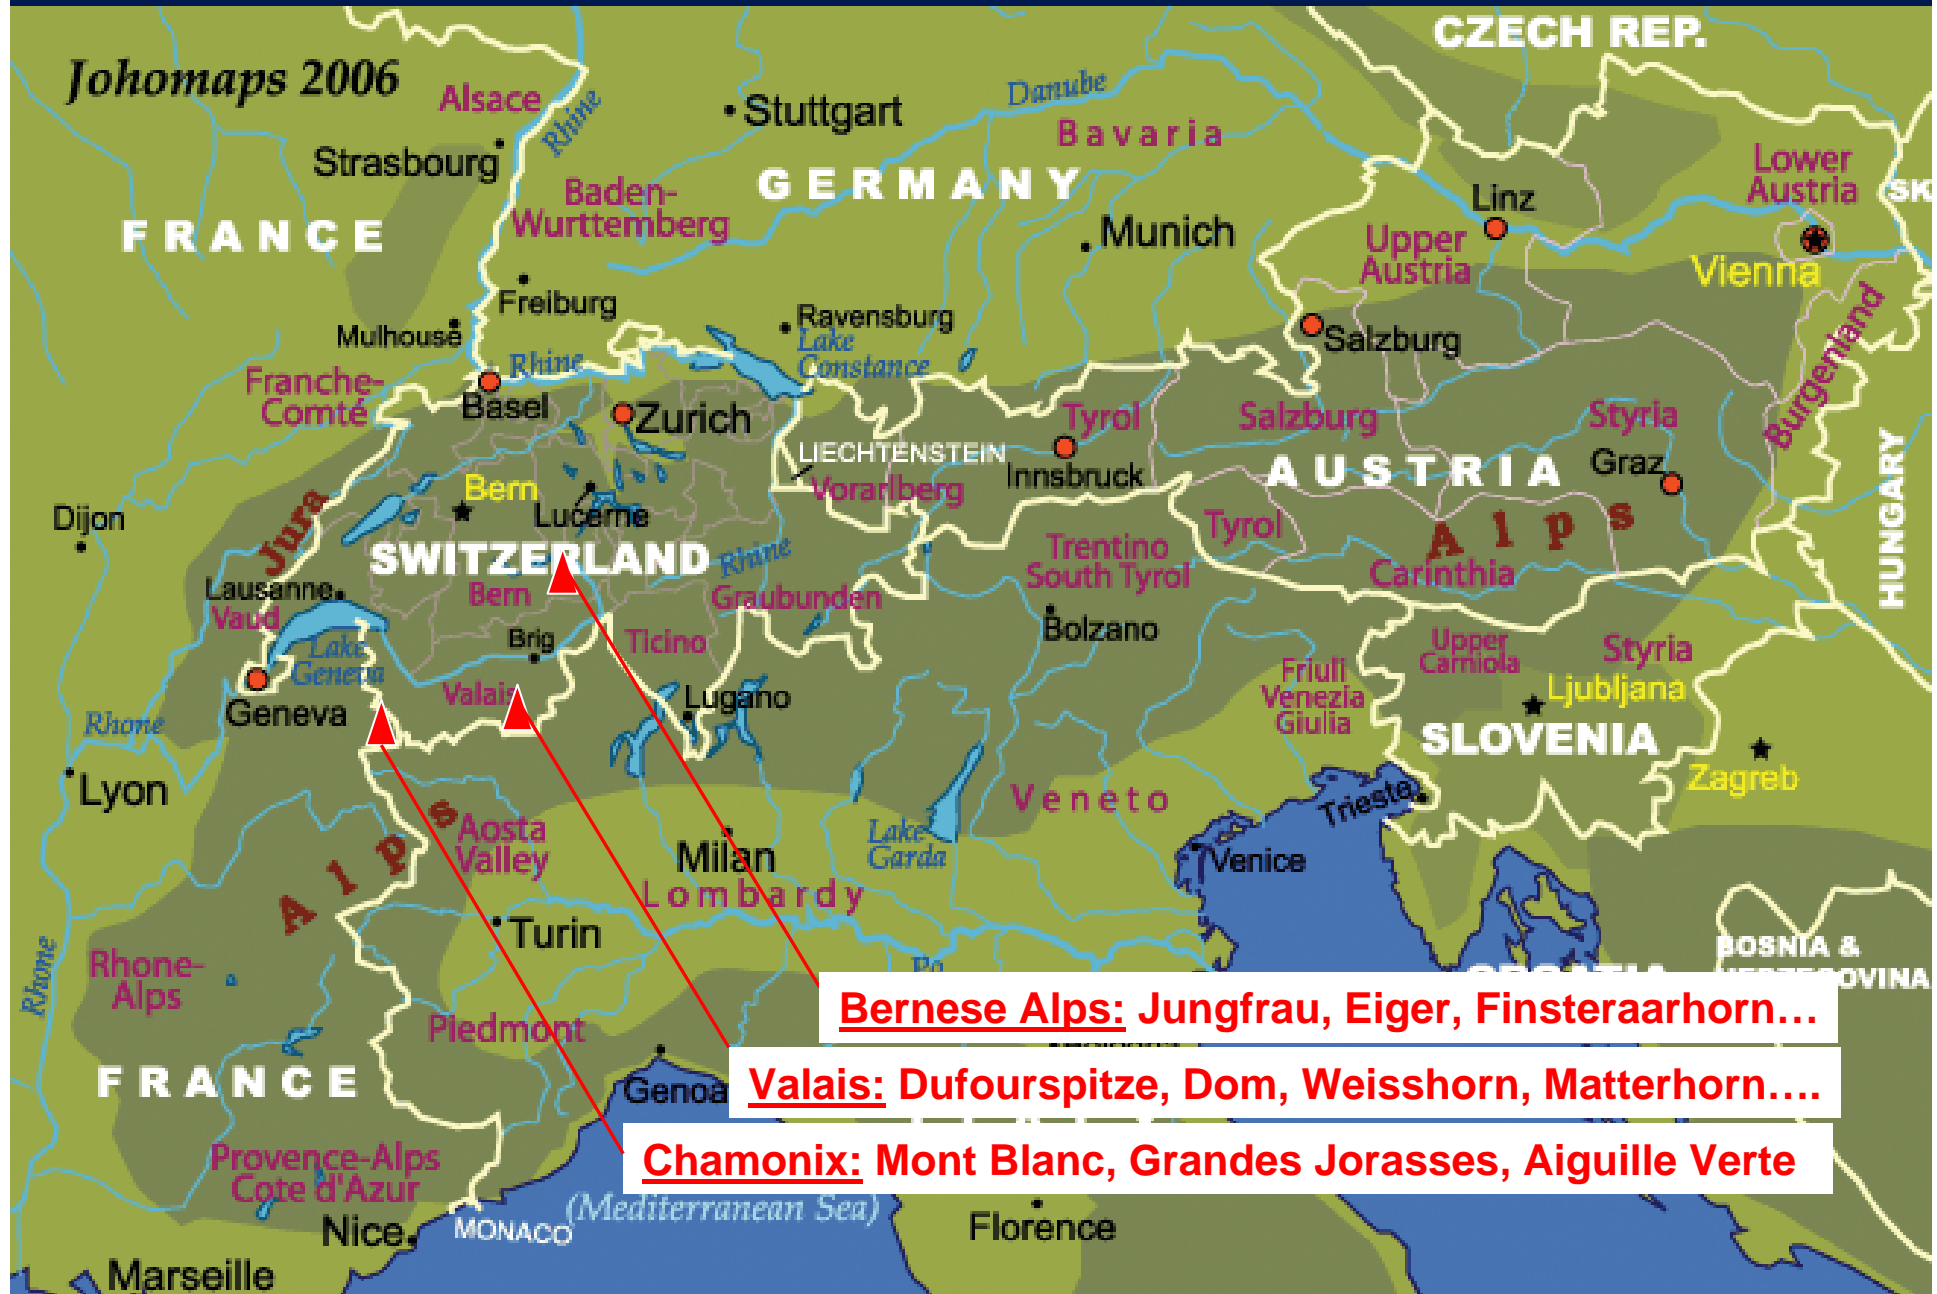 CZECH REP.
Johomaps 2006
Alsace
Rhine
Stuttgart
Danube
Bavaria
Strasbourg
GERMANY
Lower
Austria
SK
Baden-
Wurttemberg
Linz
FRANCE
Munich
Upper
Austria
Vienna
Freiburg
Mulhouse
Ravensburg
Lake
Constance
Salzburg
Burgenland
Rhine
Franche-
Comté
Basel
Zurich
Tyrol
Salzburg
Styria
LIECHTENSTEIN
Innsbruck
AUSTRIA
Graz
HUNGARY
Bern
Vorarlberg
Lucerne
Dijon
Jura
Tyrol
Alps
SWITZERLAND
Rhine
Trentino
South Tyrol
Carinthia
Lausanne
Vaud
Bern
Graubunden
Brig
Ticino
Bolzano
Lake
Geneva
Upper
Carniola
Styria
Friuli
Venezia
Giulia
Ljubljana
Valais
Lugano
Geneva
Rhone
SLOVENIA
Zagreb
Lyon
Veneto
Trieste
Alps
Aosta
Valley
Milan
Lake
Garda
Venice
Lombardy
Turin
Po
BOSNIA &
HERZEGOVINA
CROATIA
Rhone-
Alps
Rhone
Piedmont
Bernese Alps: Jungfrau, Eiger, Finsteraarhorn…
FRANCE
Genoa
Valais: Dufourspitze, Dom, Weisshorn, Matterhorn….
Chamonix: Mont Blanc, Grandes Jorasses, Aiguille Verte
Provence-Alps
Cote d'Azur
(Mediterranean Sea)
Nice
MONACO
Florence
Marseille